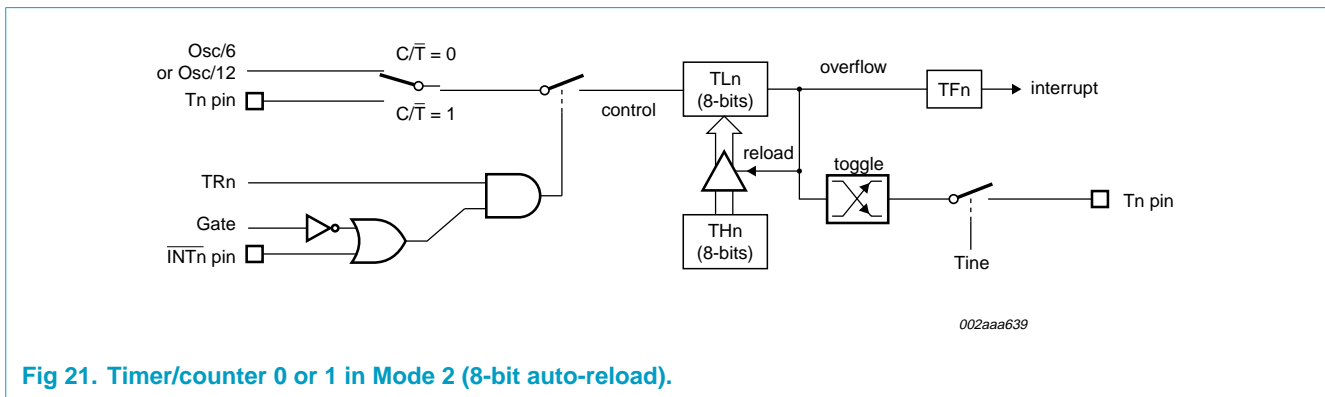 Osc/6
or Osc/12
C/T̅ = 0
Tn pin
C/T̅ = 1
control
TLn
(8-bits)
overflow
TFn
interrupt
reload
toggle
Tn pin
TRn
Gate
I̅N̅T̅n pin
THn
(8-bits)
Tine
002aaa639
Fig 21. Timer/counter 0 or 1 in Mode 2 (8-bit auto-reload).